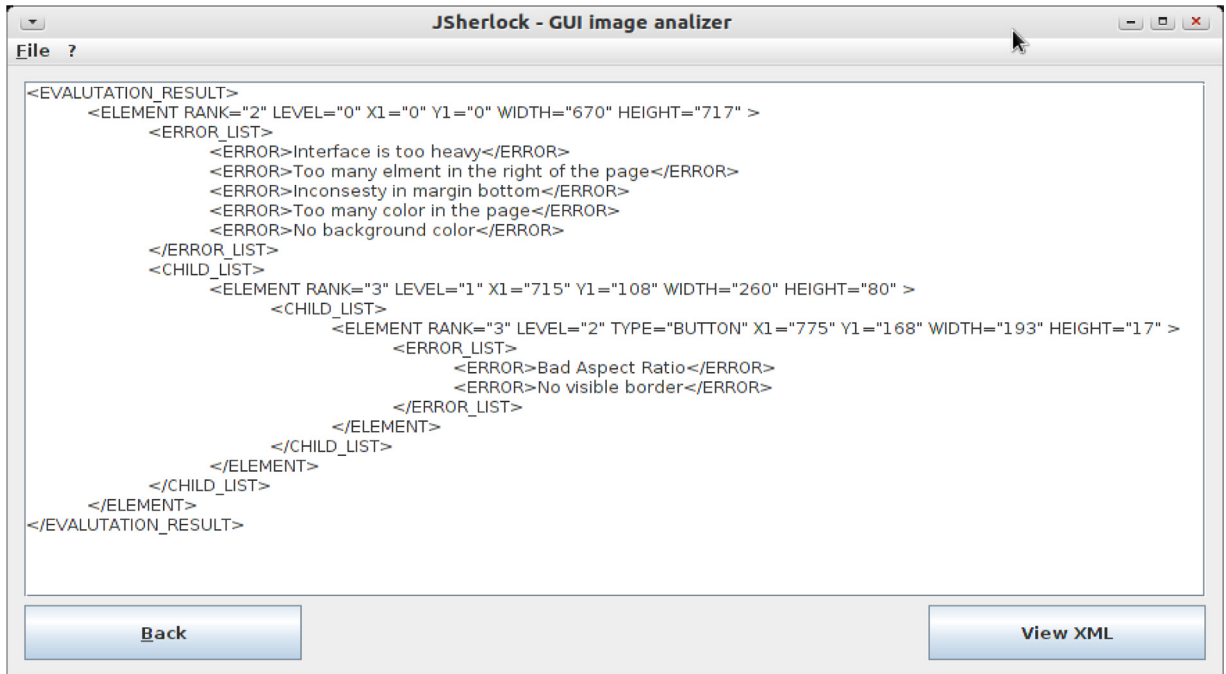 JSherlock - GUI image analizer
File ?
<EVALUTATION_RESULT>
<ELEMENT RANK="2" LEVEL="0" X1="0" Y1="0" WIDTH="670" HEIGHT="717" >
<ERROR_LIST>
<ERROR>Interface is too heavy</ERROR>
<ERROR>Too many elment in the right of the page</ERROR>
<ERROR>Inconsesty in margin bottom</ERROR>
<ERROR>Too many color in the page</ERROR>
<ERROR>No background color</ERROR>
</ERROR_LIST>
<CHILD_LIST>
<ELEMENT RANK="3" LEVEL="1" X1="715" Y1="108" WIDTH="260" HEIGHT="80" >
<CHILD_LIST>
<ELEMENT RANK="3" LEVEL="2" TYPE="BUTTON" X1="775" Y1="168" WIDTH="193" HEIGHT="17" >
<ERROR_LIST>
<ERROR>Bad Aspect Ratio</ERROR>
<ERROR>No visible border</ERROR>
</ERROR_LIST>
</ELEMENT>
</CHILD_LIST>
</ELEMENT>
</CHILD_LIST>
</ELEMENT>
</EVALUTATION_RESULT>
Back
View XML